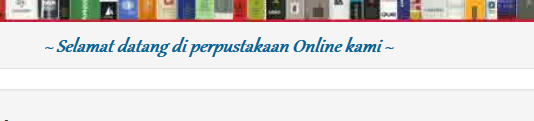 ~ Selamat datang di perpustakaan Online kami ~